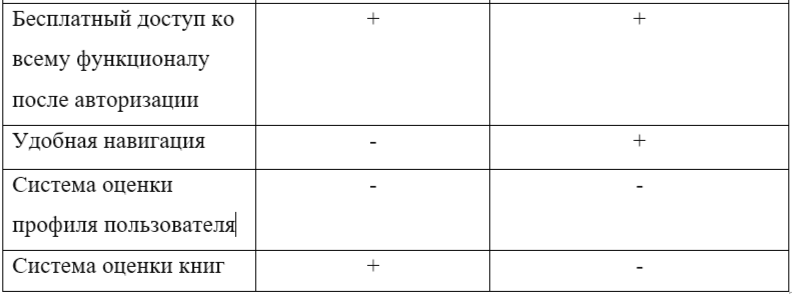 Бесплатный доступ ко + +
всему функционалу
после авторизации
Удобная навигация - +
Система оценки - -
профиля пользователя
Система оценки книг + -